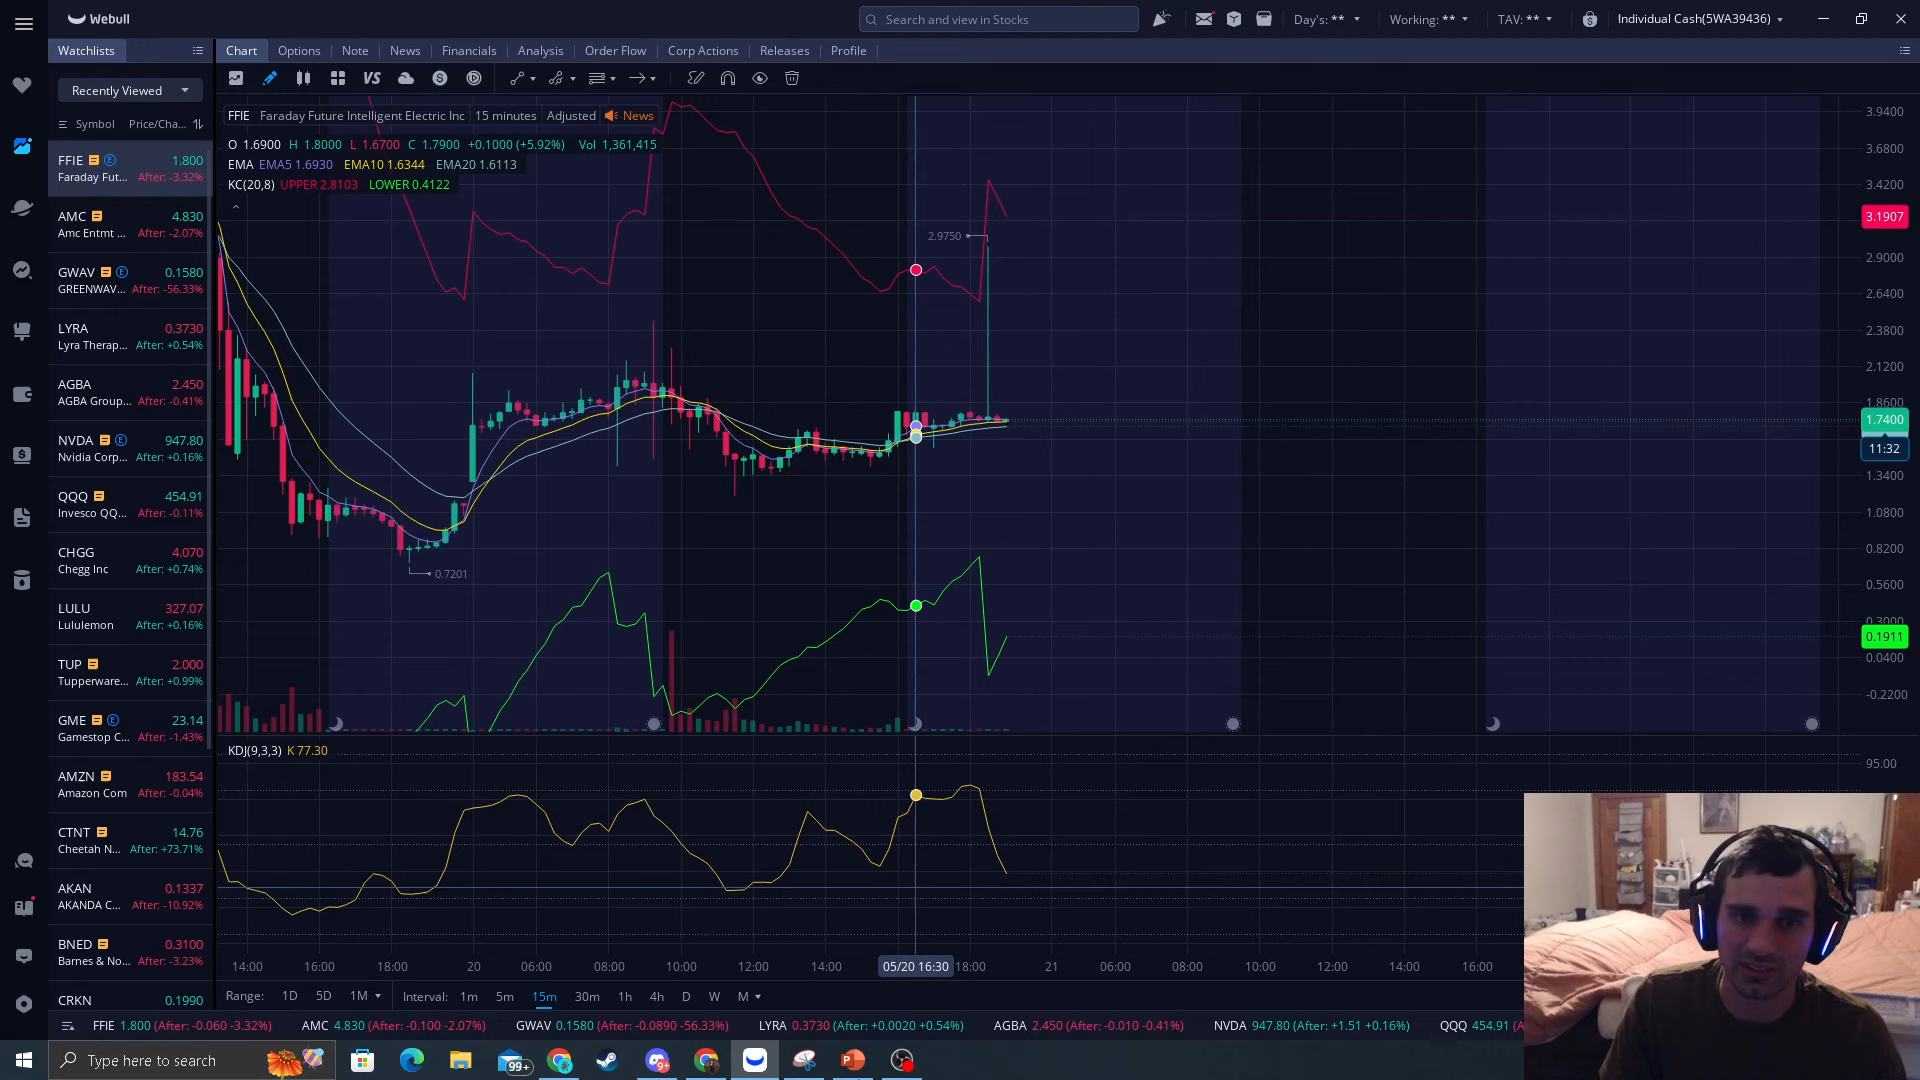 Webull
Search and view in Stocks
Day's: **
Working: **
TAV: **
Individual Cash(5WA39436)
Watchlists
Chart
Options
Note
News
Financials
Analysis
Order Flow
Corp Actions
Releases
Profile
Recently Viewed
VS
S
Symbol Price/Cha...
FFIE E 1.800
Faraday Fut... After: -3.32%
AMC 4.830
Amc Entmt ... After: -2.07%
GWAV E 0.1580
GREENWAV... After: -56.33%
LYRA 0.3730
Lyra Therap... After: +0.54%
AGBA 2.450
AGBA Group... After: -0.41%
NVDA E 947.80
Nvidia Corp... After: +0.16%
QQQ 454.91
Invesco QQ... After: -0.11%
CHGG 4.070
Chegg Inc After: +0.74%
LULU 327.07
Lululemon After: +0.16%
TUP 2.000
Tupperware... After: +0.99%
GME E 23.14
Gamestop C... After: -1.43%
AMZN 183.54
Amazon Com After: -0.04%
CTNT 14.76
Cheetah N... After: +73.71%
AKAN 0.1337
AKANDA C... After: -10.92%
BNED 0.3100
Barnes & No... After: -3.23%
CRKN 0.1990
FFIE Faraday Future Intelligent Electric Inc 15 minutes Adjusted News
O 1.6900 H 1.8000 L 1.6700 C 1.7900 +0.1000 (+5.92%) Vol 1,361,415
EMA EMA5 1.6930 EMA10 1.6344 EMA20 1.6113
KC(20,8) UPPER 2.8103 LOWER 0.4122
2.9750
0.7201
3.9400
3.6800
3.4200
3.1907
2.9000
2.6400
2.3800
2.1200
1.8600
1.7400
11:32
1.3400
1.0800
0.8200
0.5600
0.3000
0.1911
0.0400
-0.2200
KDJ(9,3,3) K 77.30
95.00
14:00 16:00 18:00 20 06:00 08:00 10:00 12:00 14:00 05/20 16:30 18:00 21 06:00 08:00 10:00 12:00 14:00 16:00
Range: 1D 5D 1M Interval: 1m 5m 15m 30m 1h 4h D W M
FFIE 1.800 (After: -0.060 -3.32%) AMC 4.830 (After: -0.100 -2.07%) GWAV 0.1580 (After: -0.0890 -56.33%) LYRA 0.3730 (After: +0.0020 +0.54%) AGBA 2.450 (After: -0.010 -0.41%) NVDA 947.80 (After: +1.51 +0.16%) QQQ 454.91 (A
Type here to search
99+
9+